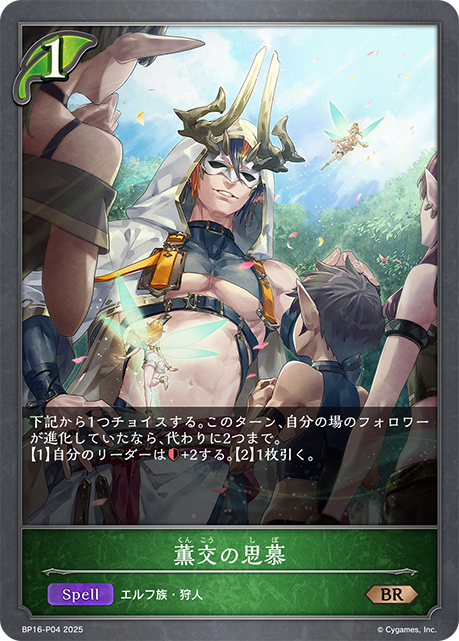 1
下記から1つチョイスする。このターン、自分の場のフォロワー
が進化していたなら、代わりに2つまで。
【1】自分のリーダーは+2する。【2】1枚引く。
くんこう しぼ
薫交の思慕
Spell エルフ族・狩人 BR
BP16-P04 2025 © Cygames, Inc.